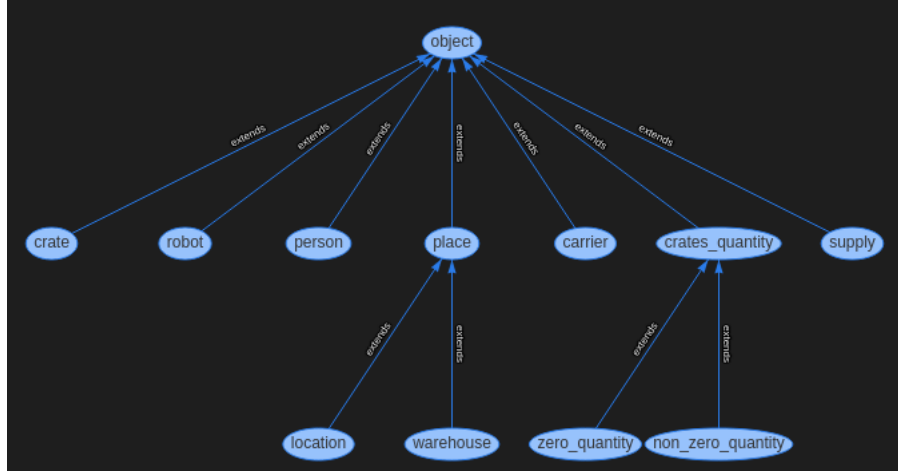 object
extends extends extends extends extends extends extends
crate robot person place carrier crates_quantity supply
extends extends extends extends
location warehouse zero_quantity non_zero_quantity